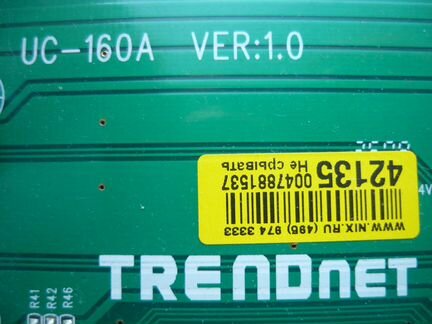 UC-160A VER:1.0
WWW.NIX.RU (495) 974 3333
42135 0047881537
Не срывать
4V
TRENDNET
R41
R42
R46